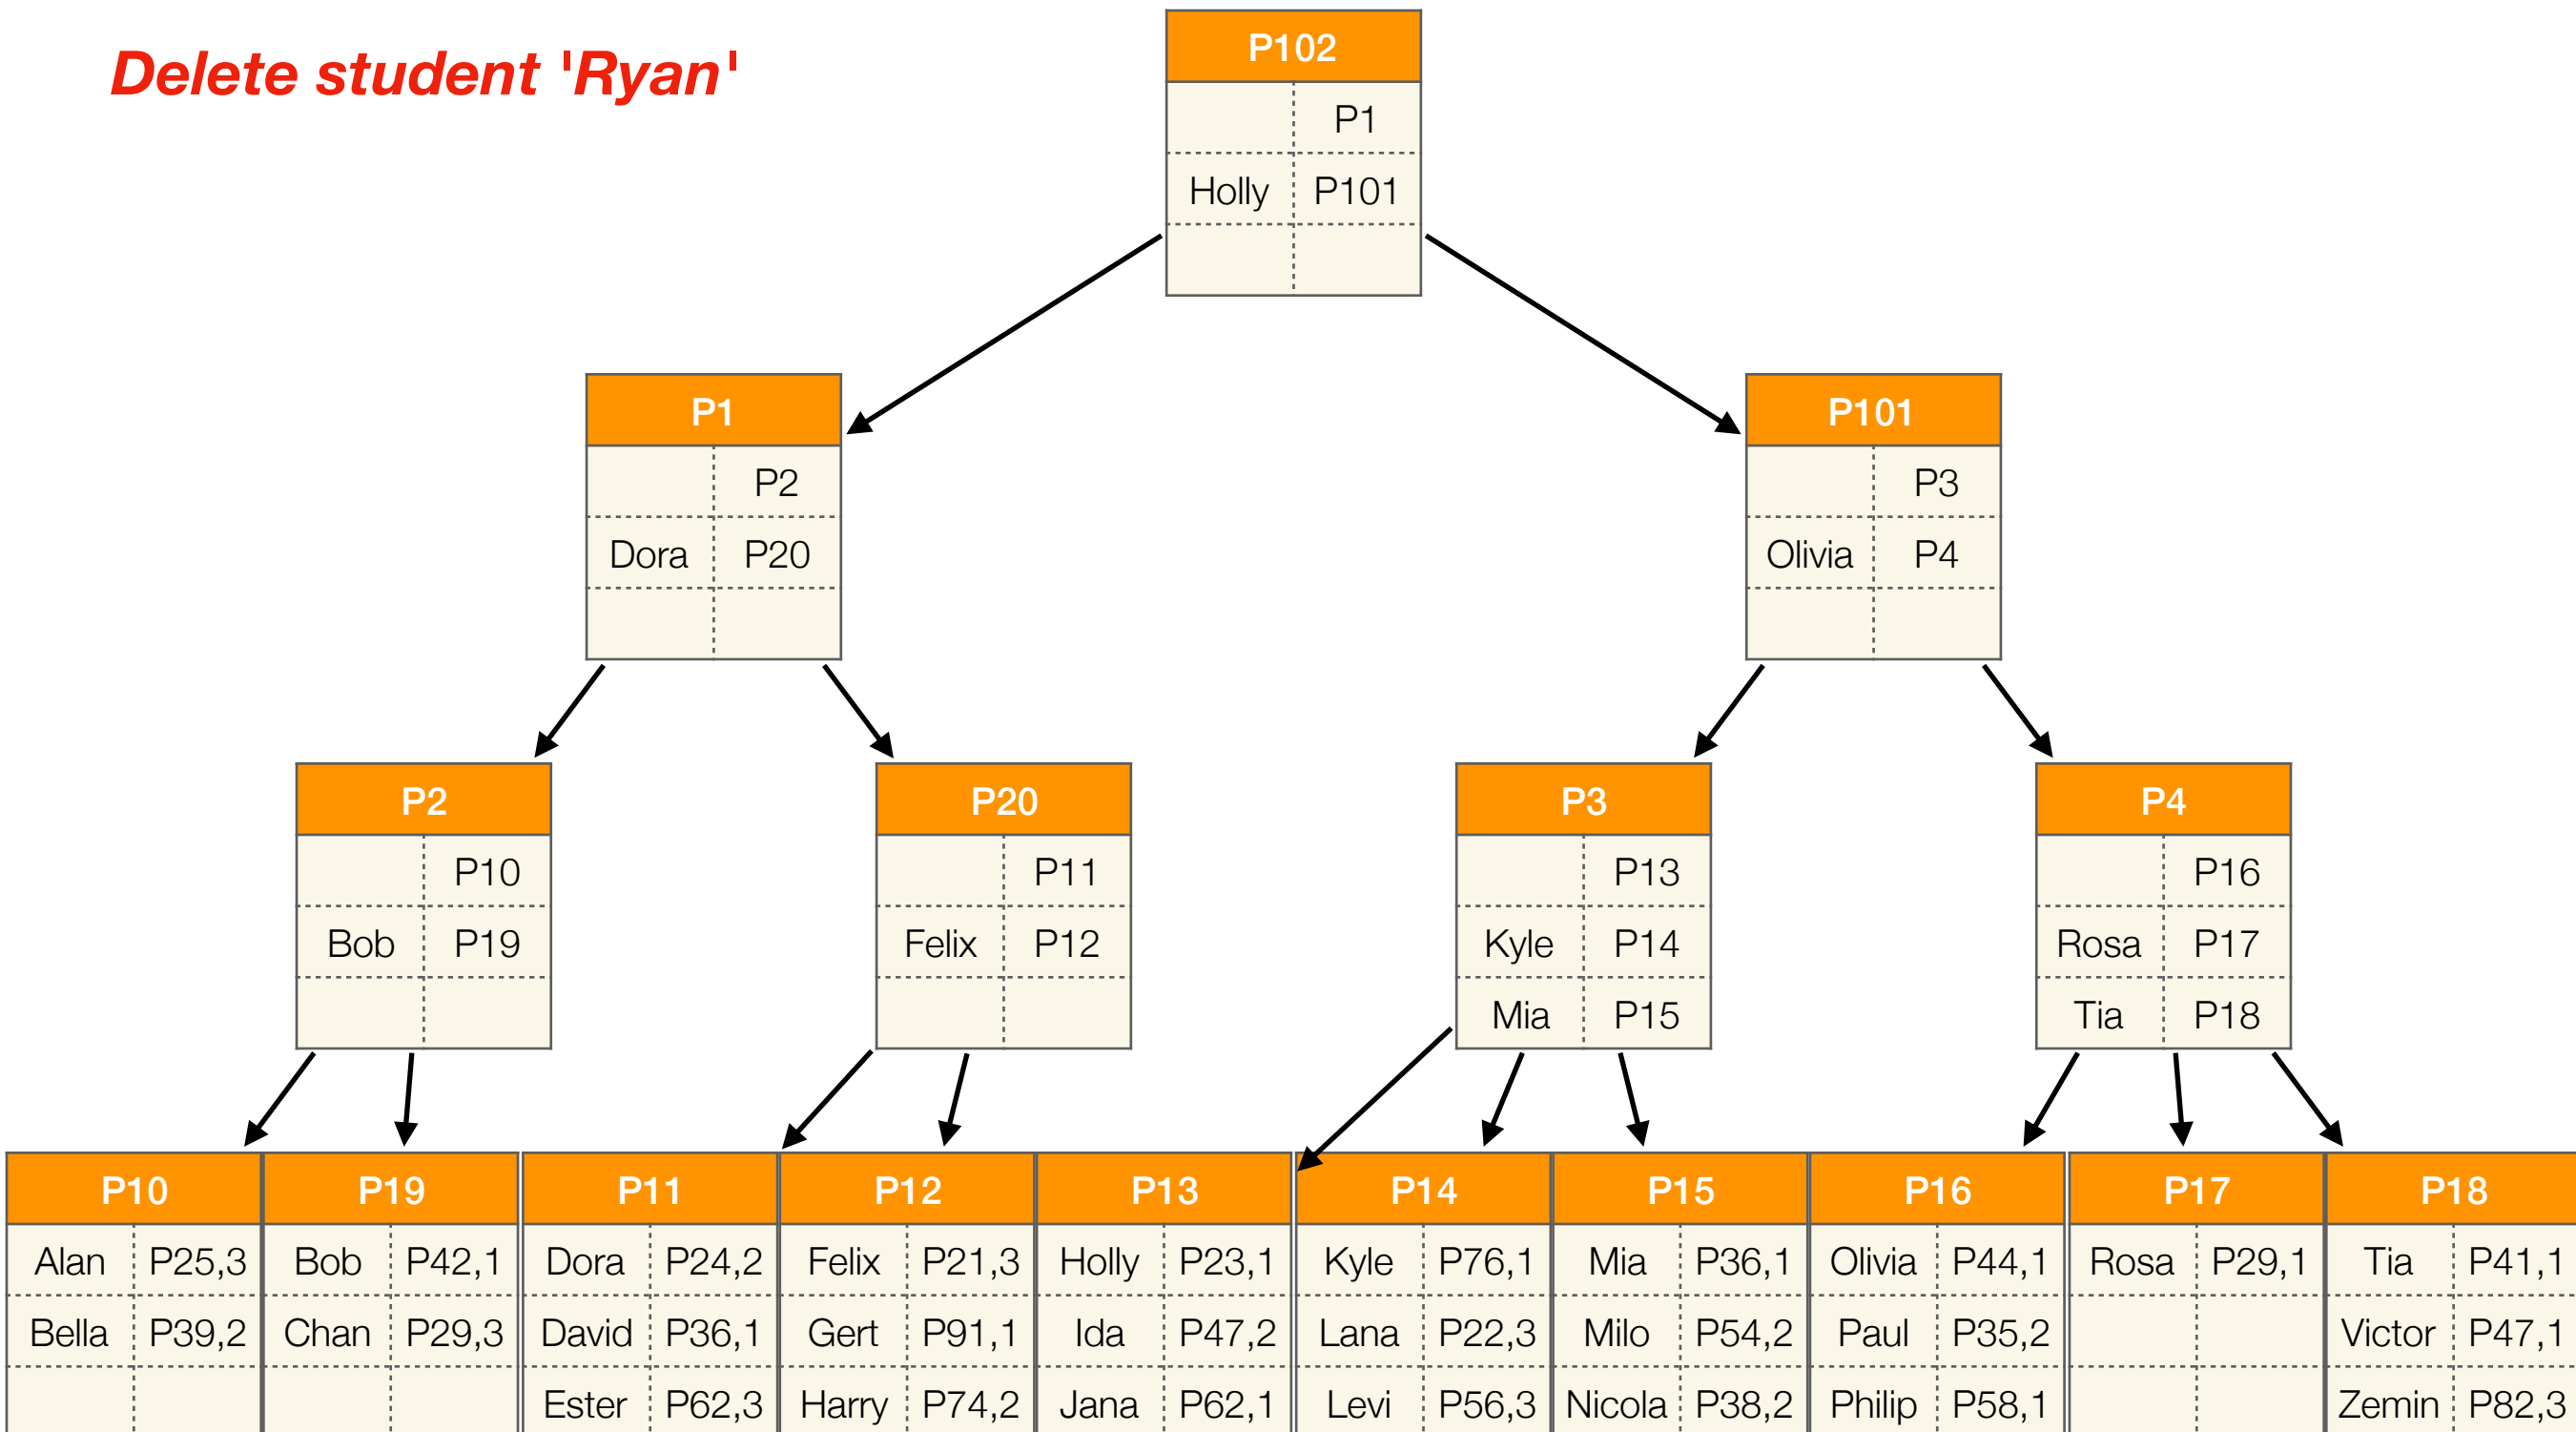 Delete student 'Ryan'
P102
P1
Holly P101
P1
P2
Dora P20
P101
P3
Olivia P4
P2
P10
Bob P19
P20
P11
Felix P12
P3
P13
Kyle P14
Mia P15
P4
P16
Rosa P17
Tia P18
P10
Alan P25,3
Bella P39,2
P19
Bob P42,1
Chan P29,3
P11
Dora P24,2
David P36,1
Ester P62,3
P12
Felix P21,3
Gert P91,1
Harry P74,2
P13
Holly P23,1
Ida P47,2
Jana P62,1
P14
Kyle P76,1
Lana P22,3
Levi P56,3
P15
Mia P36,1
Milo P54,2
Nicola P38,2
P16
Olivia P44,1
Paul P35,2
Philip P58,1
P17
Rosa P29,1
P18
Tia P41,1
Victor P47,1
Zemin P82,3